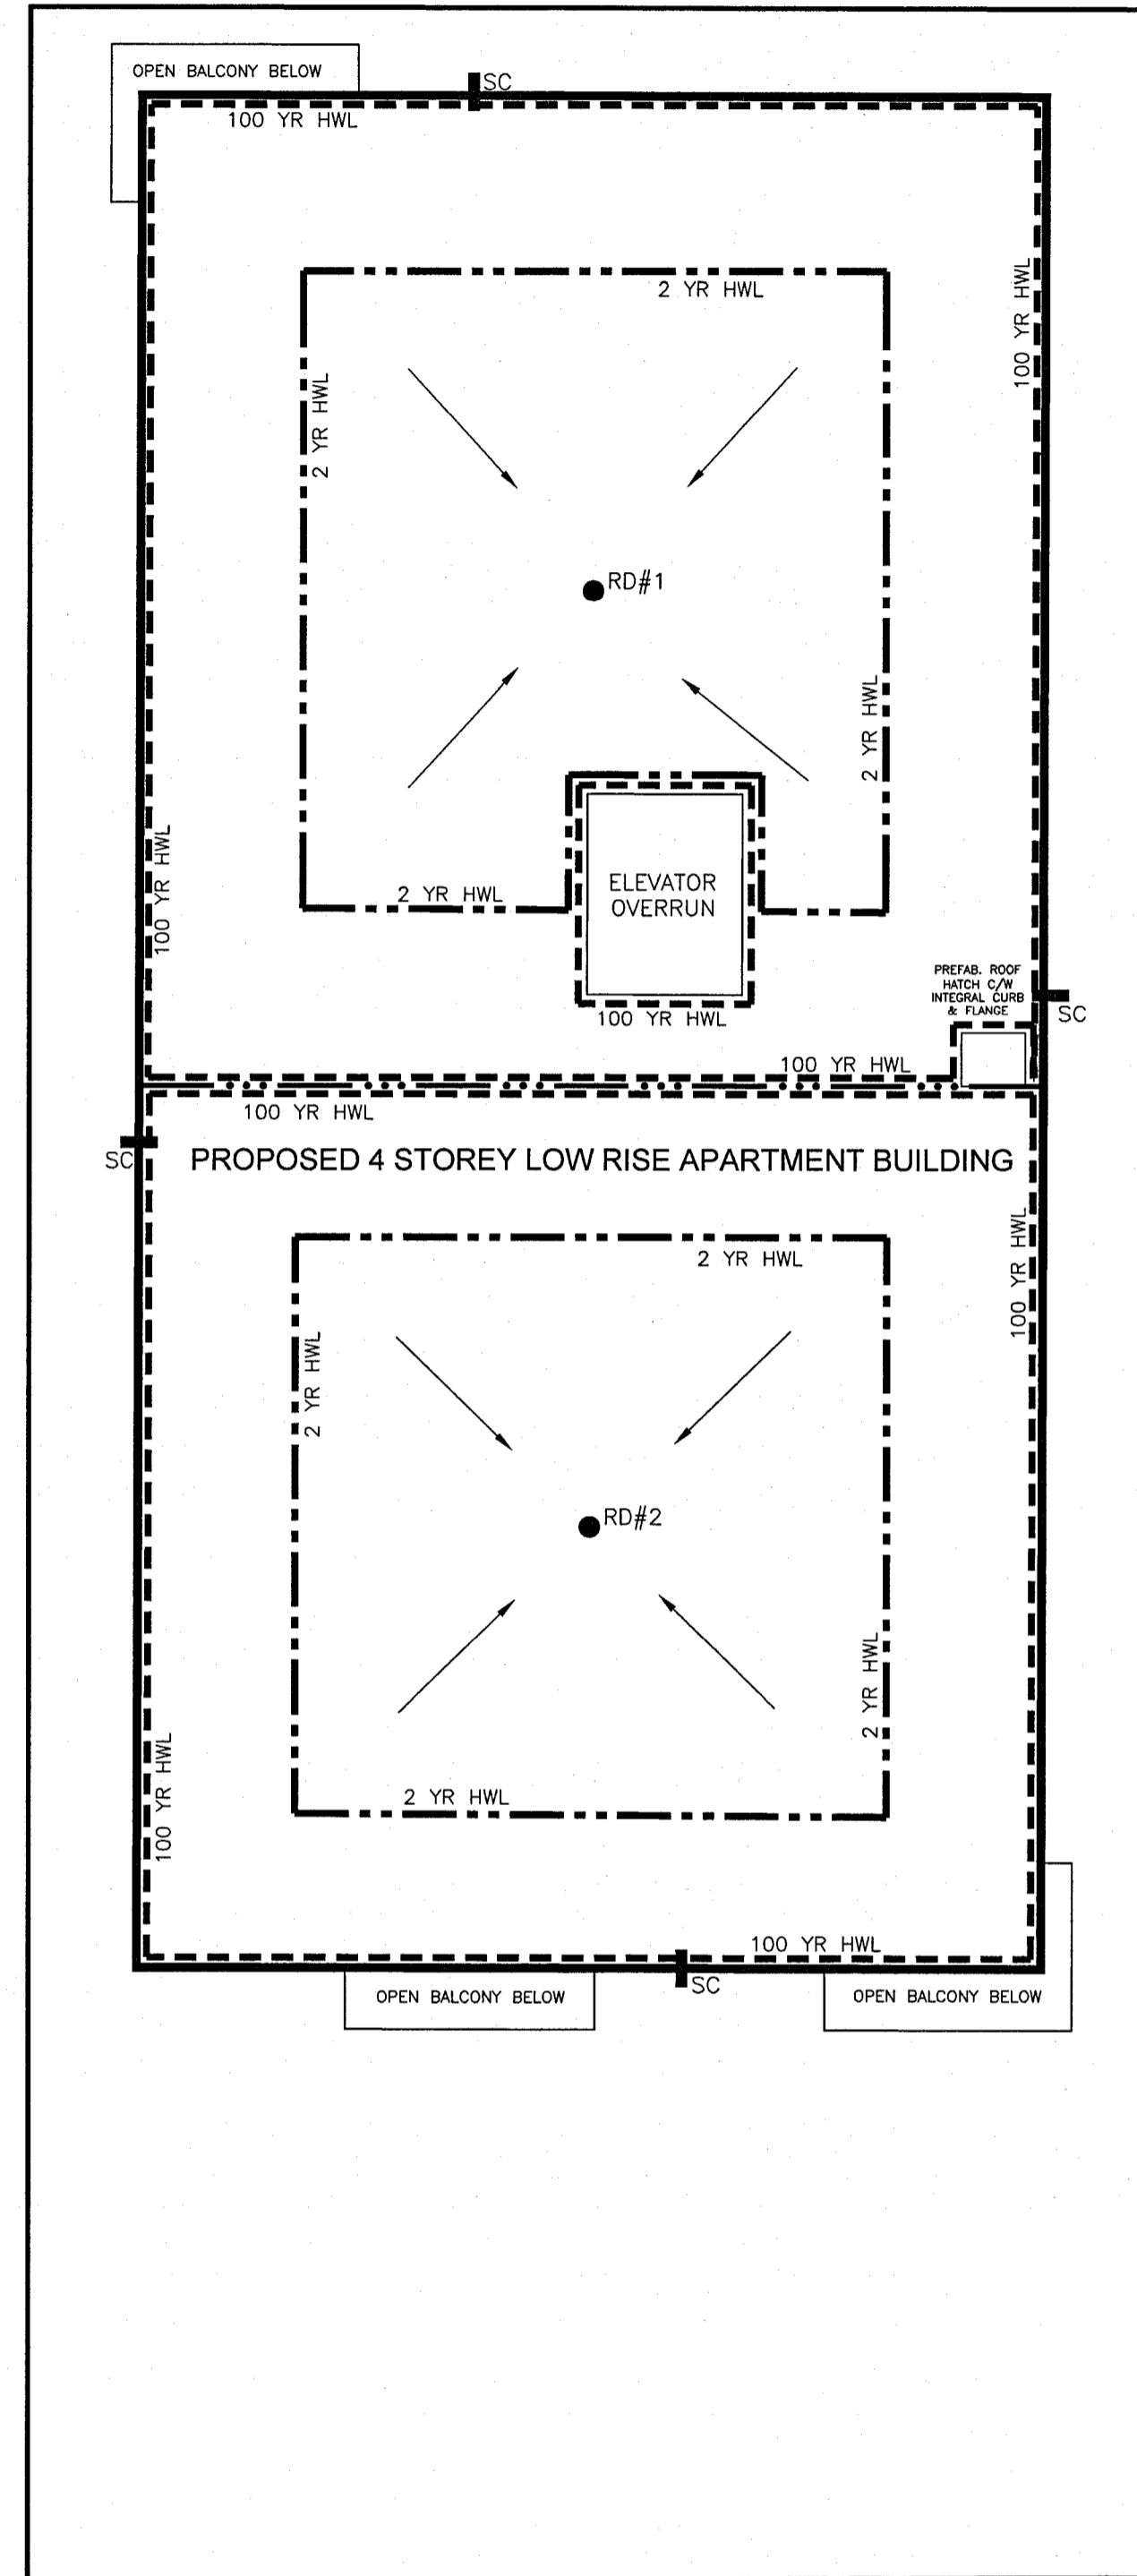 OPEN BALCONY BELOW
SC
100 YR HWL
100 YR HWL
2 YR HWL
2 YR HWL
RD#1
2 YR HWL
100 YR HWL
2 YR HWL
ELEVATOR
OVERRUN
PREFAB. ROOF
HATCH C/W
INTEGRAL CURB
& FLANGE
SC
100 YR HWL
100 YR HWL
100 YR HWL
SC
PROPOSED 4 STOREY LOW RISE APARTMENT BUILDING
100 YR HWL
2 YR HWL
2 YR HWL
RD#2
2 YR HWL
100 YR HWL
2 YR HWL
100 YR HWL
SC
OPEN BALCONY BELOW
OPEN BALCONY BELOW